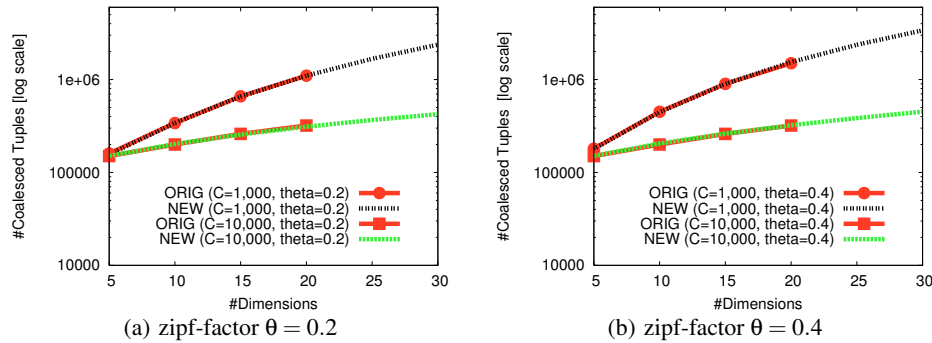 #Coalesced Tuples [log scale]
1e+06
100000
10000
ORIG (C=1,000, theta=0.2)
NEW (C=1,000, theta=0.2)
ORIG (C=10,000, theta=0.2)
NEW (C=10,000, theta=0.2)
5 10 15 20 25 30
#Dimensions
(a) zipf-factor θ = 0.2
#Coalesced Tuples [log scale]
1e+06
100000
10000
ORIG (C=1,000, theta=0.4)
NEW (C=1,000, theta=0.4)
ORIG (C=10,000, theta=0.4)
NEW (C=10,000, theta=0.4)
5 10 15 20 25 30
#Dimensions
(b) zipf-factor θ = 0.4